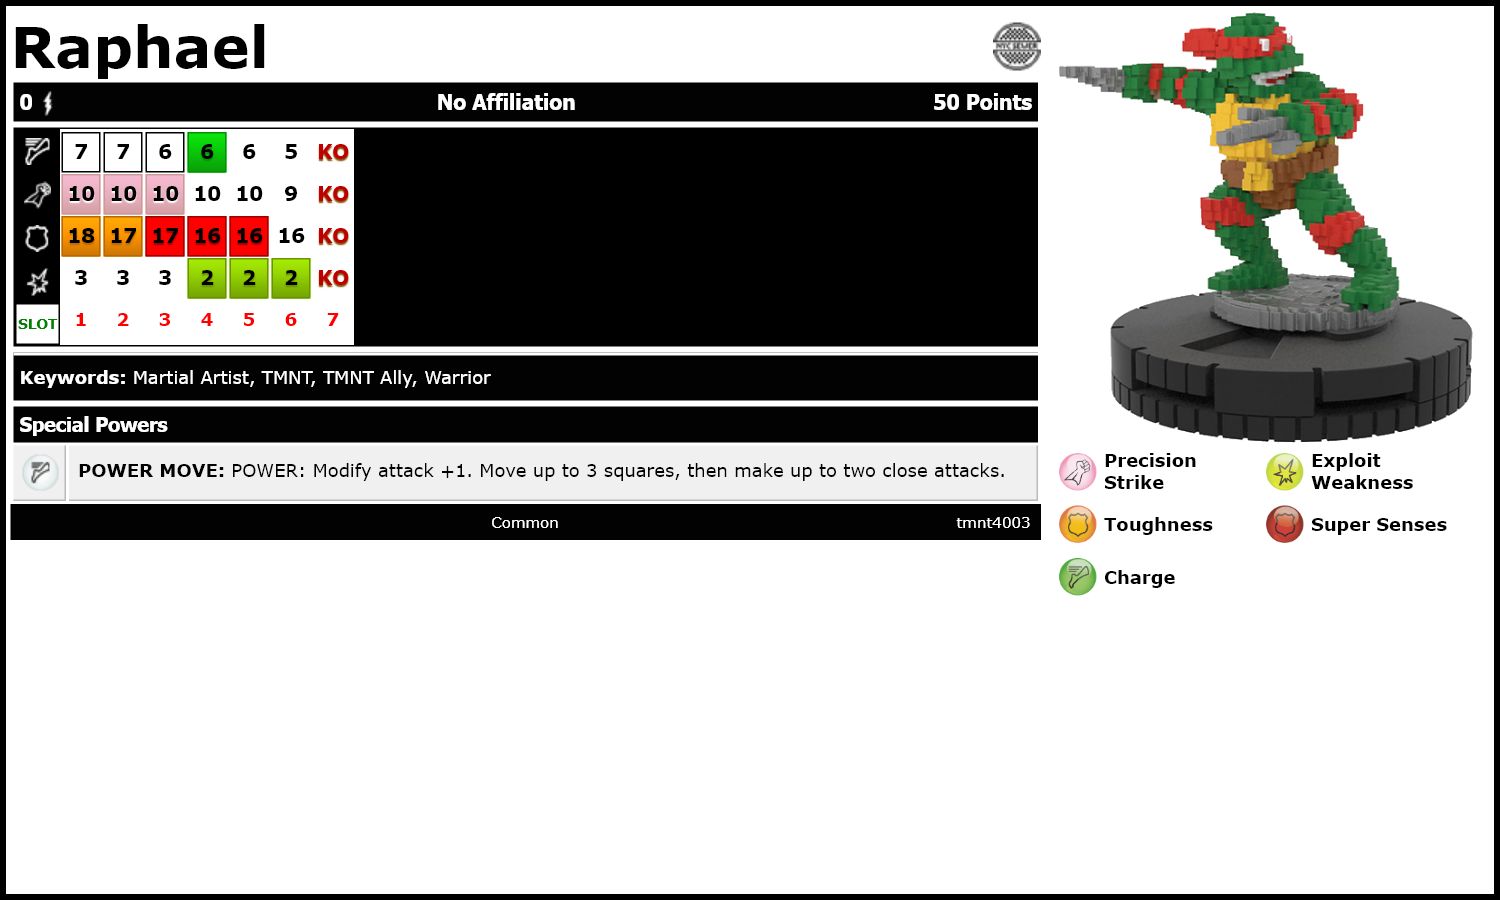 Raphael
NYC SEWER
0 No Affiliation 50 Points
7 7 6 6 6 5 KO
10 10 10 10 10 9 KO
18 17 17 16 16 16 KO
3 3 3 2 2 2 KO
SLOT 1 2 3 4 5 6 7
Keywords: Martial Artist, TMNT, TMNT Ally, Warrior
Special Powers
POWER MOVE: POWER: Modify attack +1. Move up to 3 squares, then make up to two close attacks.
Common tmnt4003
Precision
Strike
Exploit
Weakness
Toughness
Super Senses
Charge